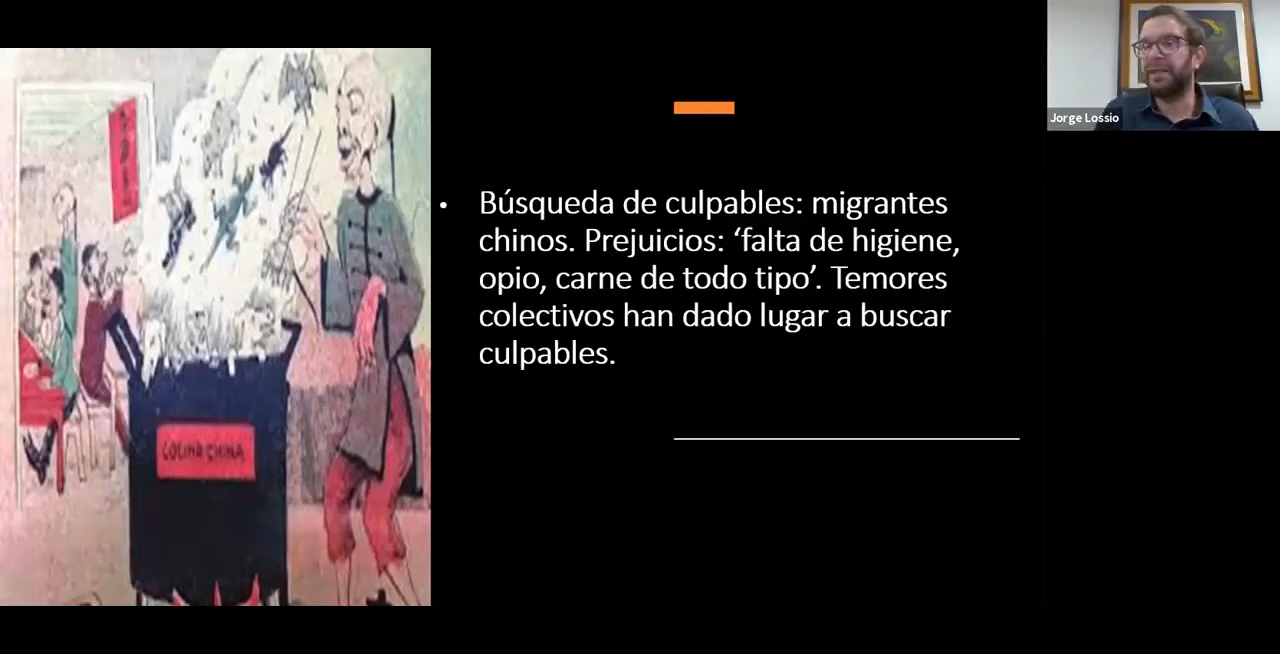 Jorge Lossio
• Búsqueda de culpables: migrantes
chinos. Prejuicios: ‘falta de higiene,
opio, carne de todo tipo’. Temores
colectivos han dado lugar a buscar
culpables.
COCINA CHINA